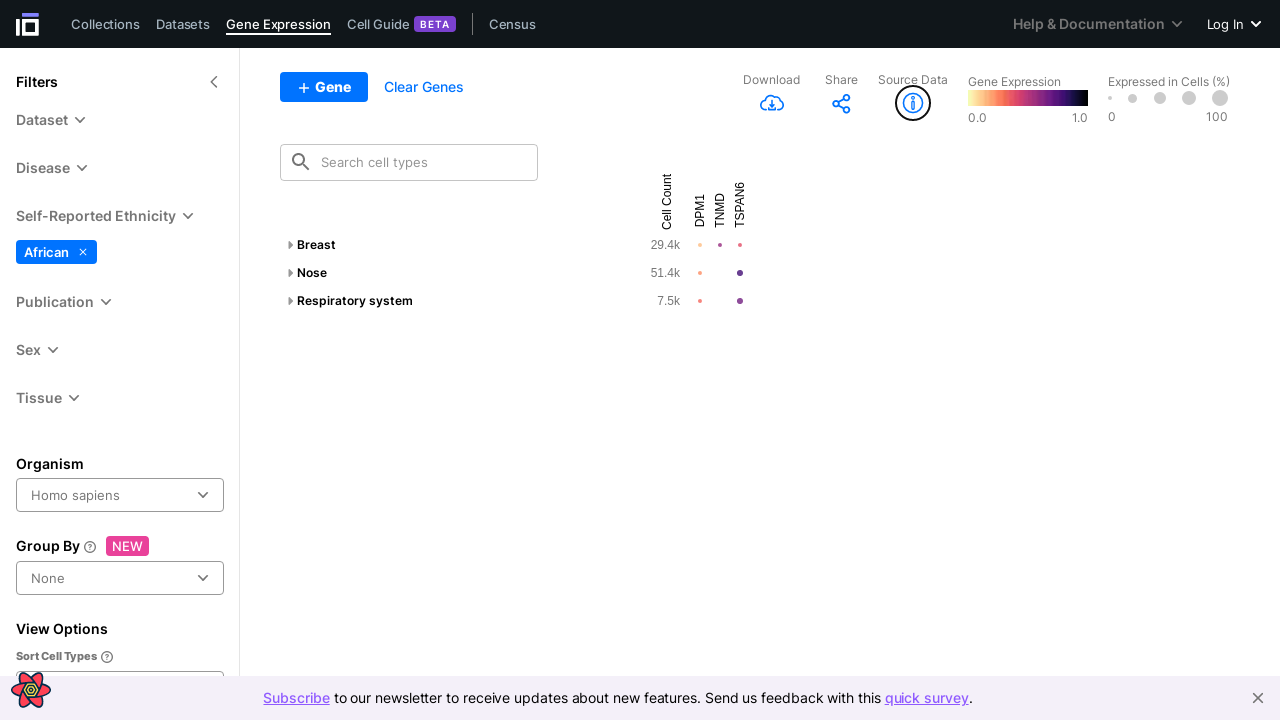 Collections Datasets Gene Expression Cell Guide BETA Census Help & Documentation Log In
Filters
Dataset
Disease
Self-Reported Ethnicity
African
Publication
Sex
Tissue
Organism
Homo sapiens
Group By NEW
None
View Options
Sort Cell Types
+ Gene Clear Genes
Download Share Source Data
Gene Expression
0.0 1.0
Expressed in Cells (%)
0 100
Search cell types
Cell Count DPM1 TNMD TSPAN6
Breast 29.4k
Nose 51.4k
Respiratory system 7.5k
Subscribe to our newsletter to receive updates about new features. Send us feedback with this quick survey.